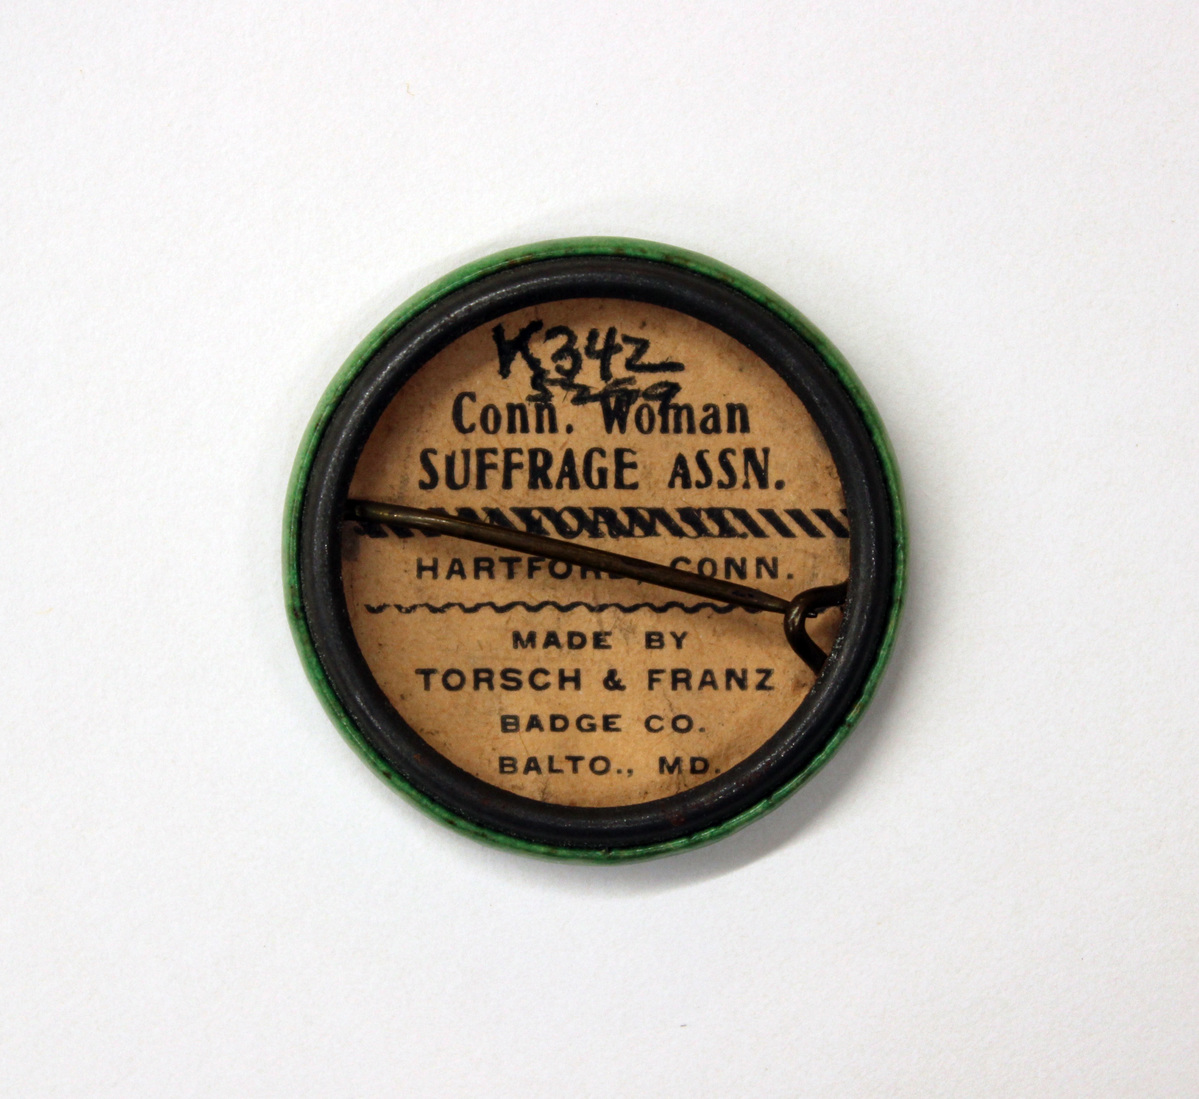 K342
Conn. Woman
SUFFRAGE ASSN.
HARTFORD, CONN.
MADE BY
TORSCH & FRANZ
BADGE CO.
BALTO., MD.